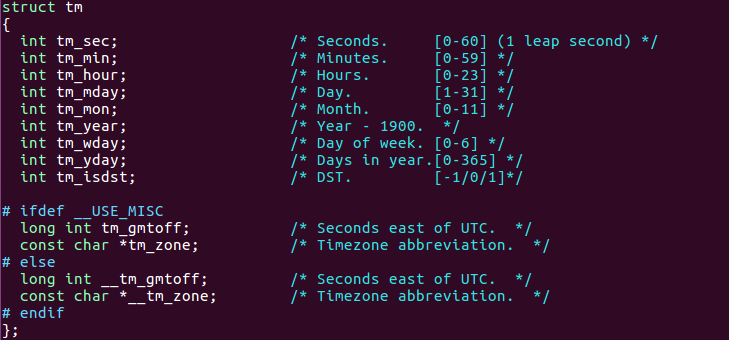 struct tm
{
  int tm_sec;                   /* Seconds.     [0-60] (1 leap second) */
  int tm_min;                   /* Minutes.     [0-59] */
  int tm_hour;                  /* Hours.       [0-23] */
  int tm_mday;                  /* Day.         [1-31] */
  int tm_mon;                   /* Month.       [0-11] */
  int tm_year;                  /* Year - 1900.  */
  int tm_wday;                  /* Day of week. [0-6] */
  int tm_yday;                  /* Days in year.[0-365] */
  int tm_isdst;                 /* DST.         [-1/0/1]*/

# ifdef __USE_MISC
  long int tm_gmtoff;           /* Seconds east of UTC.  */
  const char *tm_zone;          /* Timezone abbreviation.  */
# else
  long int __tm_gmtoff;         /* Seconds east of UTC.  */
  const char *__tm_zone;        /* Timezone abbreviation.  */
# endif
};